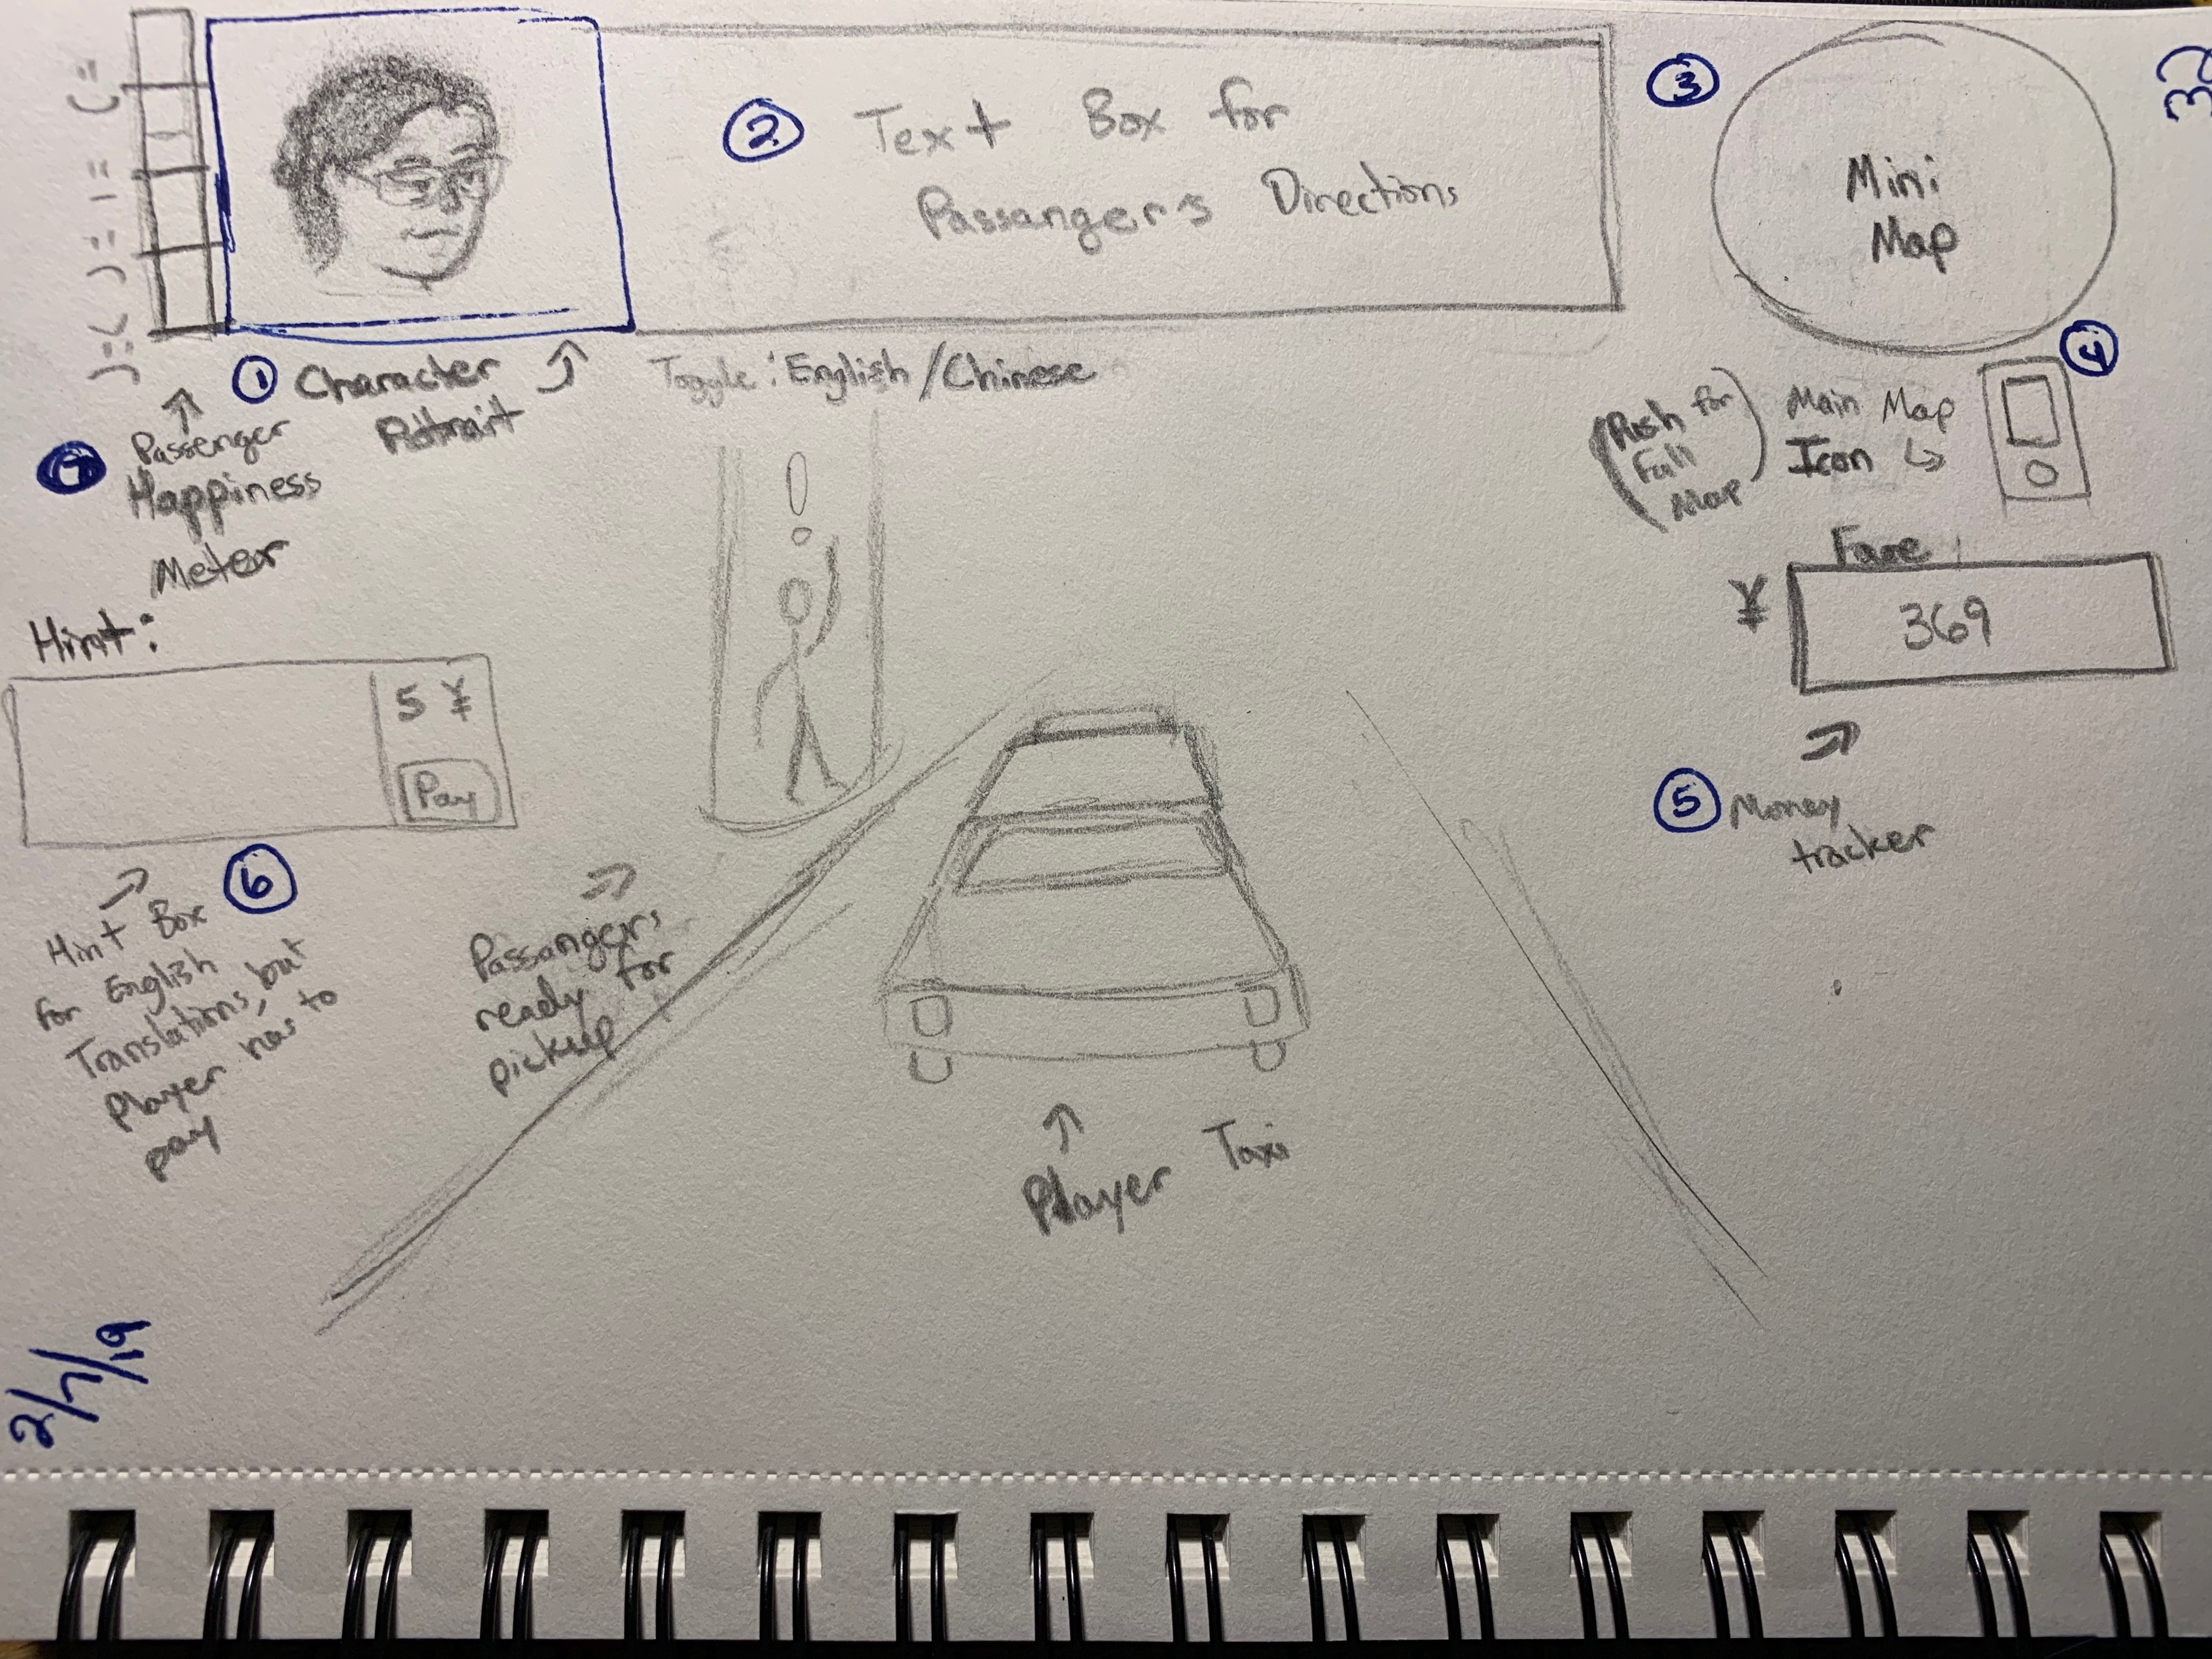 32
(:
|:
):
):(
① Character
Potrait
② Text Box for
Passangers Directions
Toggle: English/Chinese
③
Mini
Map
④
Main Map
Icon
(Push for
Full
Map)
Fare
¥ 369
⑤ Money
tracker
7
Passenger
Happiness
Meter
Hint:
5 ¥
Pay
⑥
Hint Box
for English
Translations, but
player has to
pay
!
Passangers
ready for
pickup
Player Taxi
2/7/19